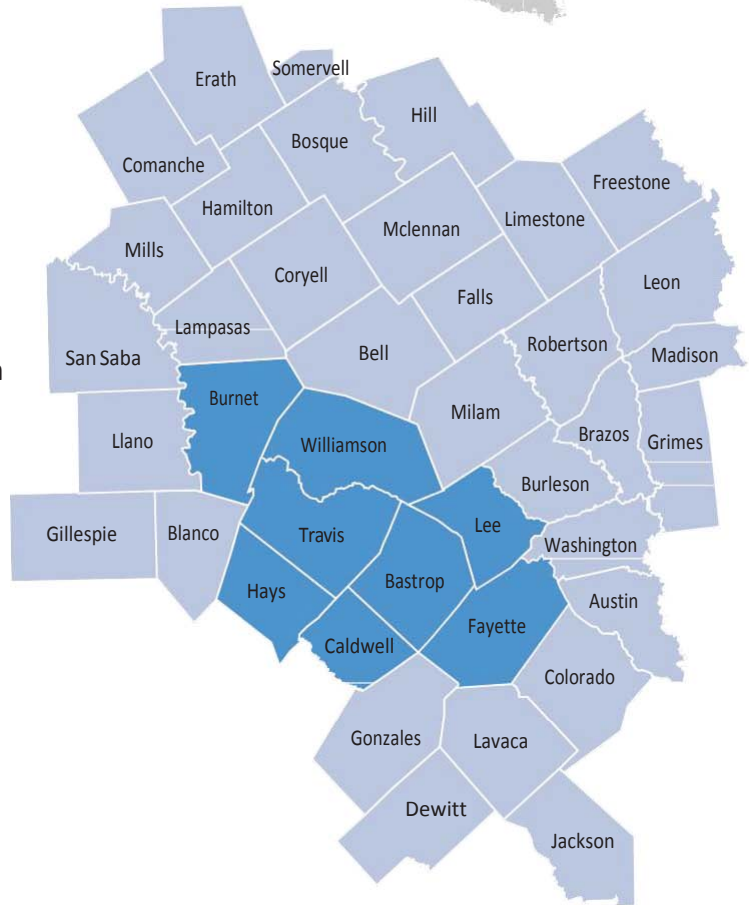 Erath
Somervell
Hill
Bosque
Comanche
Freestone
Hamilton
Limestone
Mclennan
Mills
Coryell
Leon
Falls
Lampasas
Robertson
Bell
Madison
San Saba
Burnet
Milam
Brazos
Grimes
Llano
Williamson
Burleson
Lee
Gillespie
Blanco
Travis
Washington
Bastrop
Hays
Austin
Fayette
Caldwell
Colorado
Gonzales
Lavaca
Dewitt
Jackson